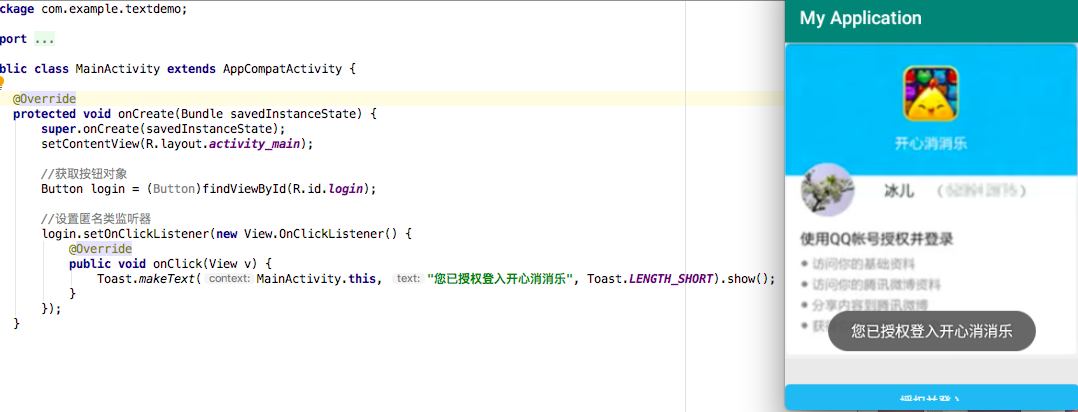 ckage com.example.textdemo;
port ...
blic class MainActivity extends AppCompatActivity {
@Override
protected void onCreate(Bundle savedInstanceState) {
super.onCreate(savedInstanceState);
setContentView(R.layout.activity_main);
//获取按钮对象
Button login = (Button)findViewById(R.id.login);
//设置匿名类监听器
login.setOnClickListener(new View.OnClickListener() {
@Override
public void onClick(View v) {
Toast.makeText( context: MainActivity.this, text: "您已授权登入开心消消乐", Toast.LENGTH_SHORT).show();
}
});
}
My Application
开心消消乐
冰儿 ( )
使用QQ帐号授权并登录
• 访问你的基础资料
• 访问你的腾讯微博资料
• 分享内容到腾讯微博
• 获
您已授权登入开心消消乐
授权并登入